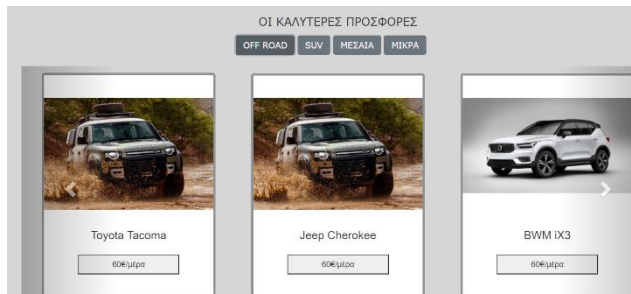 ΟΙ ΚΑΛΥΤΕΡΕΣ ΠΡΟΣΦΟΡΕΣ
OFF ROAD SUV ΜΕΣΑΙΑ ΜΙΚΡΑ
Toyota Tacoma Jeep Cherokee BWM iX3
60€/μέρα 60€/μέρα 60€/μέρα